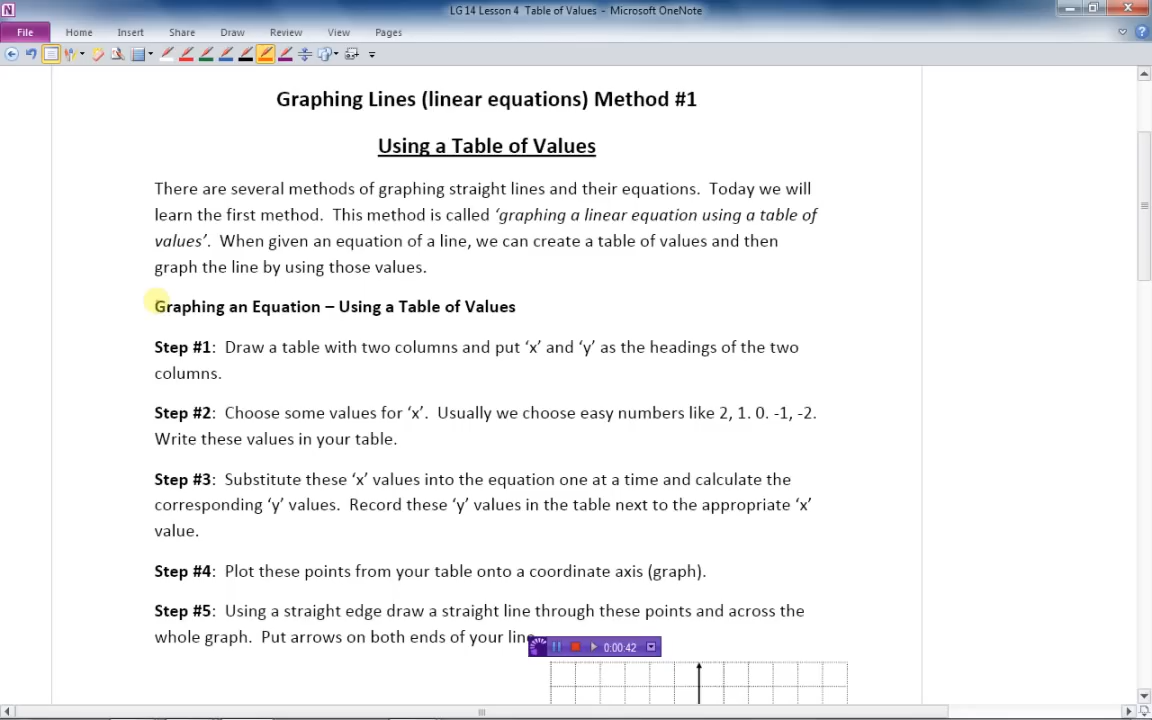 LG 14 Lesson 4 Table of Values - Microsoft OneNote
File Home Insert Share Draw Review View Pages
Graphing Lines (linear equations) Method #1
Using a Table of Values
There are several methods of graphing straight lines and their equations. Today we will
learn the first method. This method is called ‘graphing a linear equation using a table of
values’. When given an equation of a line, we can create a table of values and then
graph the line by using those values.
Graphing an Equation – Using a Table of Values
Step #1: Draw a table with two columns and put ‘x’ and ‘y’ as the headings of the two
columns.
Step #2: Choose some values for ‘x’. Usually we choose easy numbers like 2, 1. 0. -1, -2.
Write these values in your table.
Step #3: Substitute these ‘x’ values into the equation one at a time and calculate the
corresponding ‘y’ values. Record these ‘y’ values in the table next to the appropriate ‘x’
value.
Step #4: Plot these points from your table onto a coordinate axis (graph).
Step #5: Using a straight edge draw a straight line through these points and across the
whole graph. Put arrows on both ends of your line
0:00:42